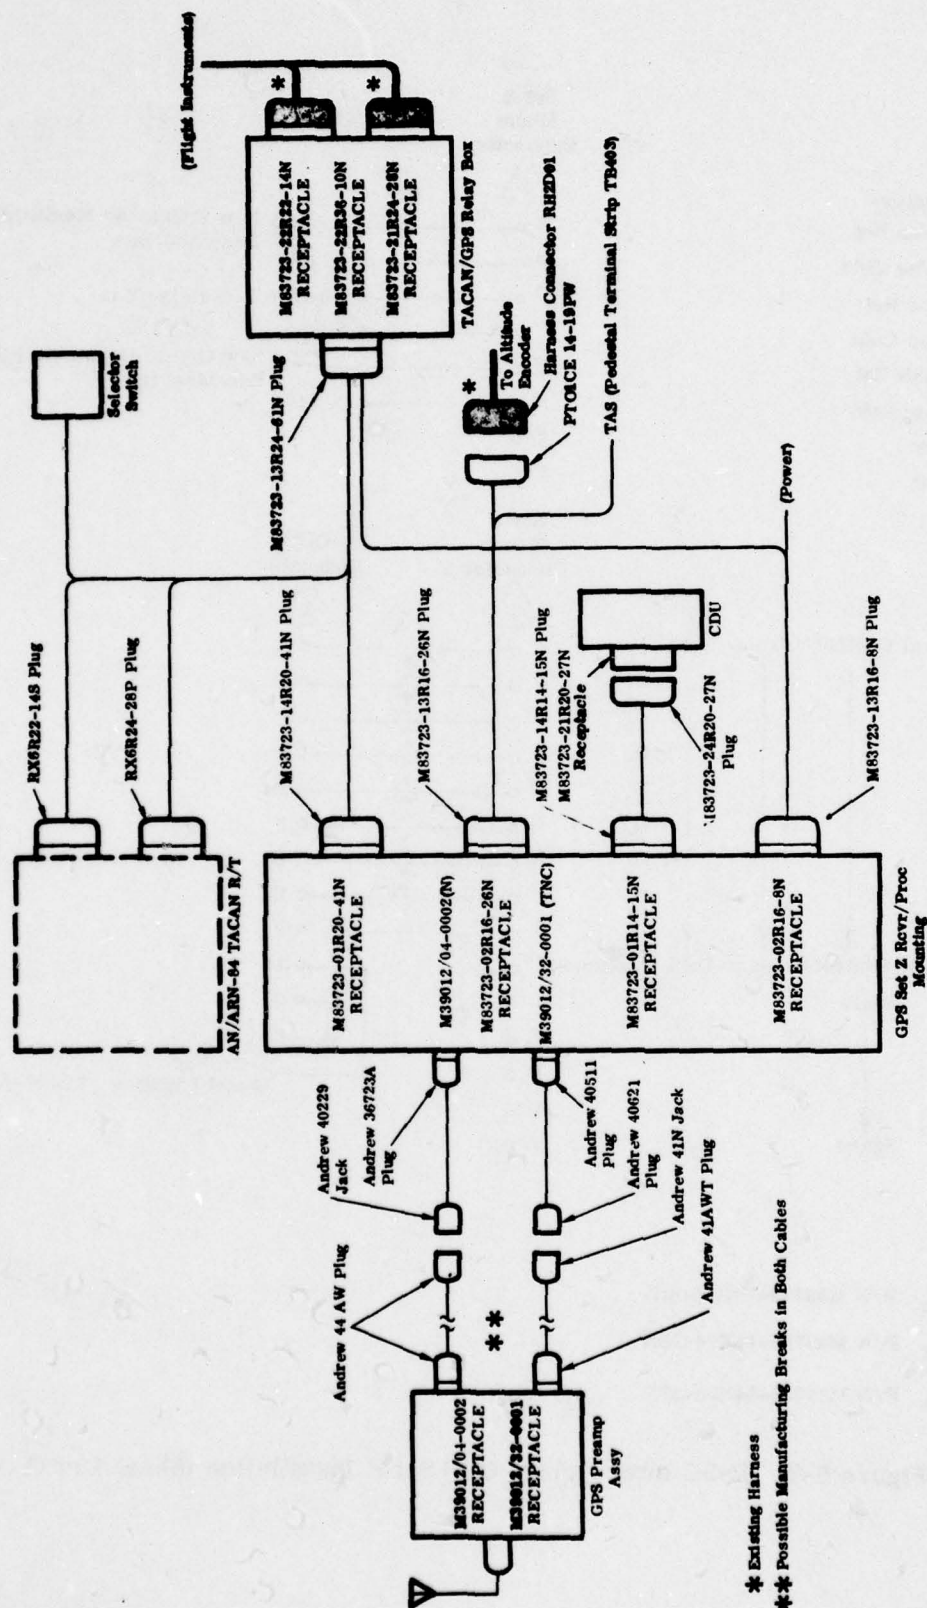 (Flight Instruments)
*
*
M83723-22R22-14N
RECEPTACLE
M83723-22R36-10N
RECEPTACLE
M83723-21R24-28N
RECEPTACLE
TACAN/GPS Relay Box
Selector
Switch
M83723-13R24-61N Plug
*
To Altitude
Encoder
Harness Connector RH2D01
PTO1CE 14-19PW
TAS (Pedestal Terminal Strip TB403)
(Power)
RX6R22-14S Plug
RX6R24-28P Plug
M83723-14R20-41N Plug
M83723-13R16-26N Plug
M83723-14R14-15N Plug
M83723-21R20-27N
Receptacle
CDU
M83723-24R20-27N
Plug
M83723-13R16-8N Plug
AN/ARN-84 TACAN R/T
M83723-01R20-41N
RECEPTACLE
M39012/04-0002(N)
M83723-02R16-26N
RECEPTACLE
M39012/32-0001 (TNC)
M83723-01R14-15N
RECEPTACLE
M83723-02R16-8N
RECEPTACLE
GPS Set Z Rcvr/Proc
Mounting
Andrew 40229
Jack
Andrew 36723A
Plug
Andrew 40511
Plug
Andrew 40621
Plug
Andrew 41N Jack
Andrew 44 AW Plug
**
Andrew 41AWT Plug
M39012/04-0002
RECEPTACLE
M39012/32-0001
RECEPTACLE
GPS Preamp
Assy
* Existing Harness
** Possible Manufacturing Breaks in Both Cables